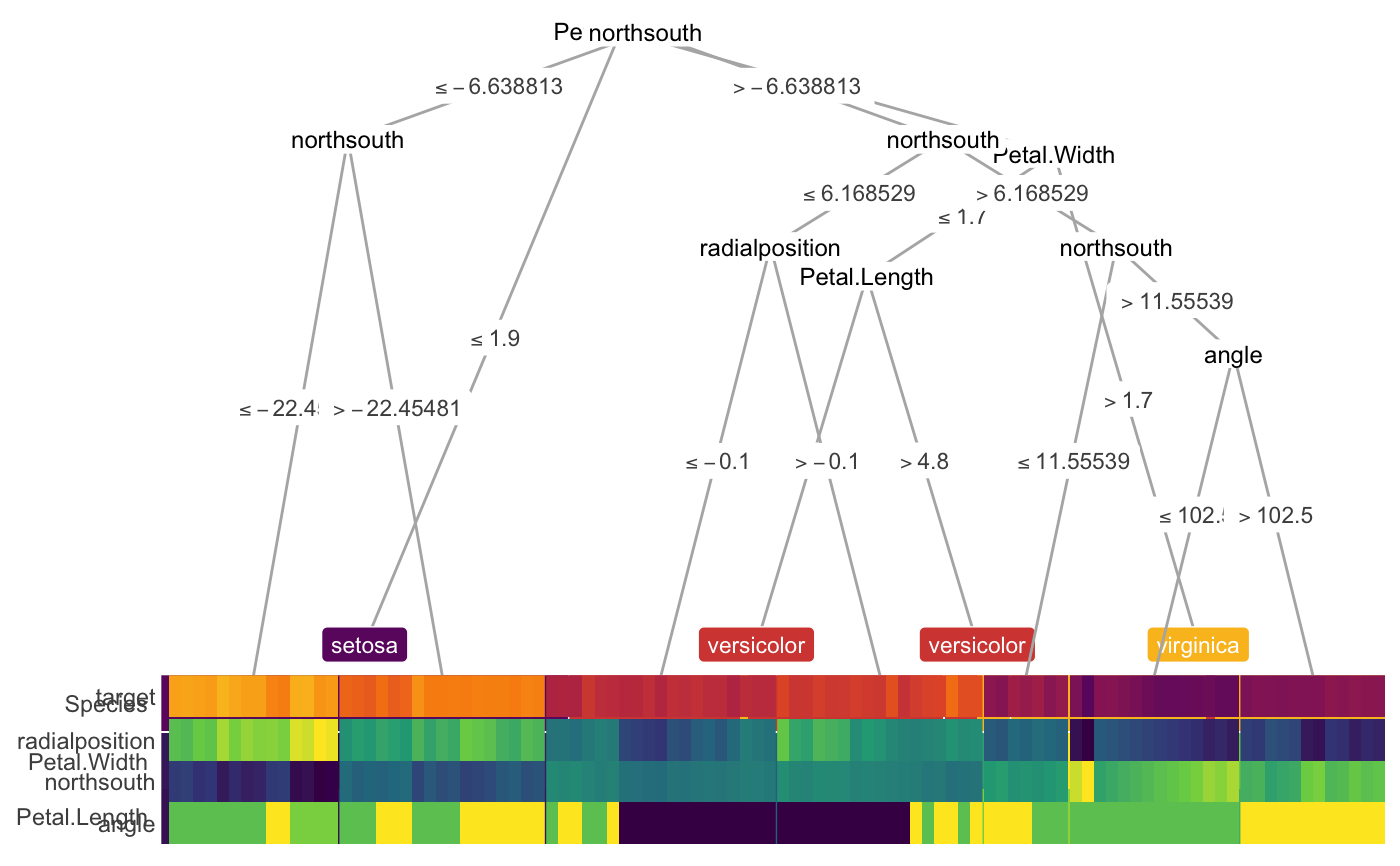 Pe northsouth
≤ −6.638813 > −6.638813
northsouth northsouth Petal.Width
≤ 6.168529 > 6.168529
≤ 1.7
radialposition northsouth
Petal.Length
> 11.55539
≤ 1.9
angle
> 1.7
≤ −22.4 > −22.45481
≤ −0.1 > −0.1 > 4.8 ≤ 11.55539
≤ 102.5 > 102.5
setosa versicolor versicolor virginica
target
Species
radialposition
Petal.Width
northsouth
Petal.Length
angle